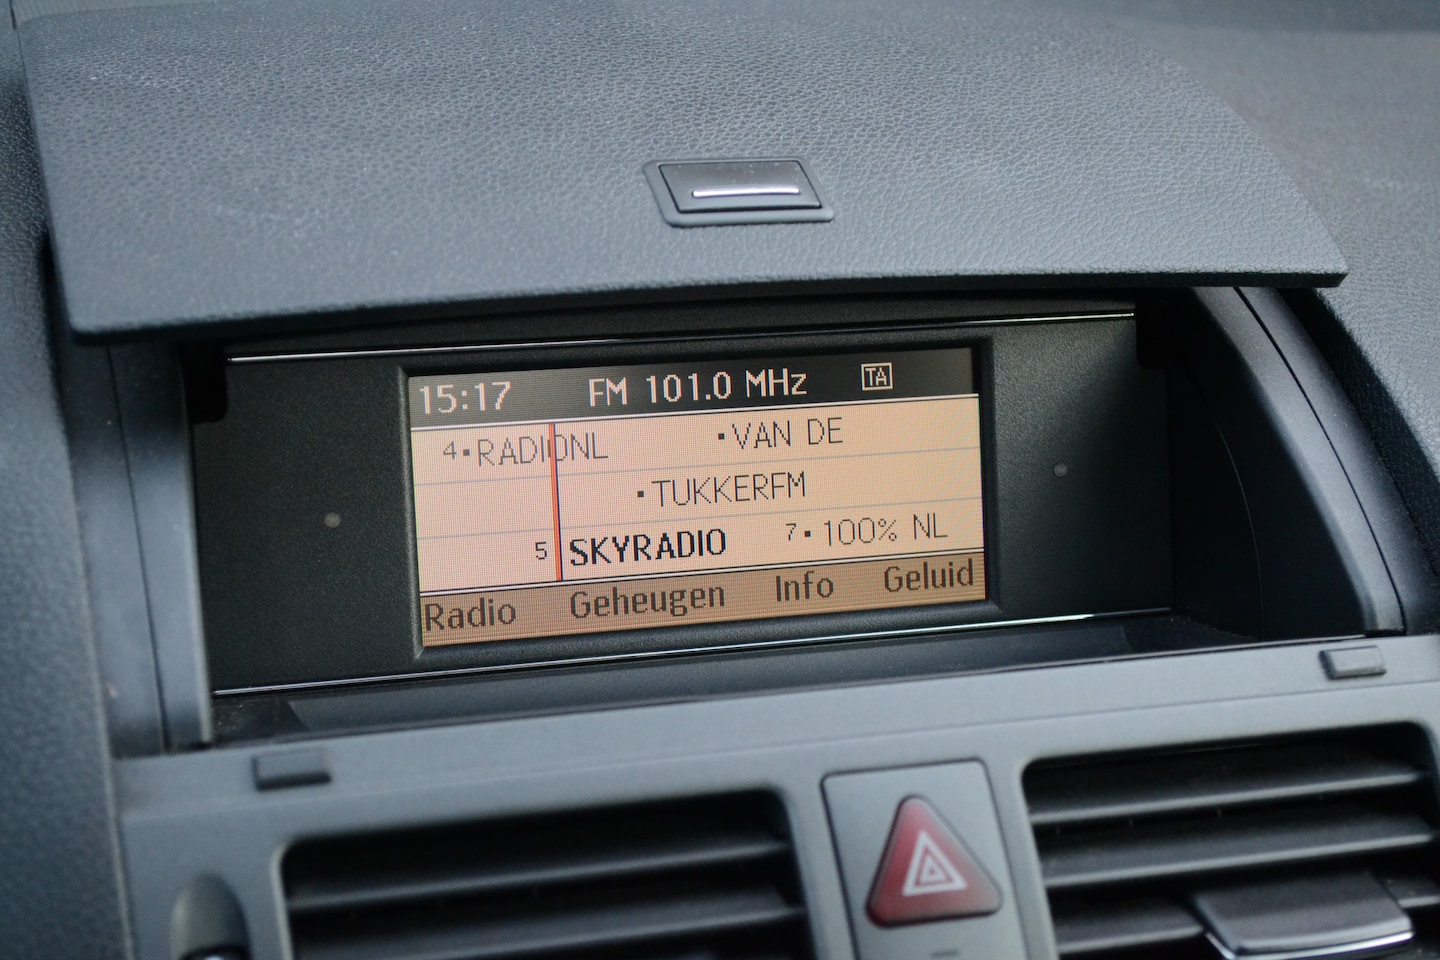 15:17 FM 101.0 MHz TA
4 RADIONL VAN DE
TUKKERFM
5 SKYRADIO 7 100% NL
Radio Geheugen Info Geluid